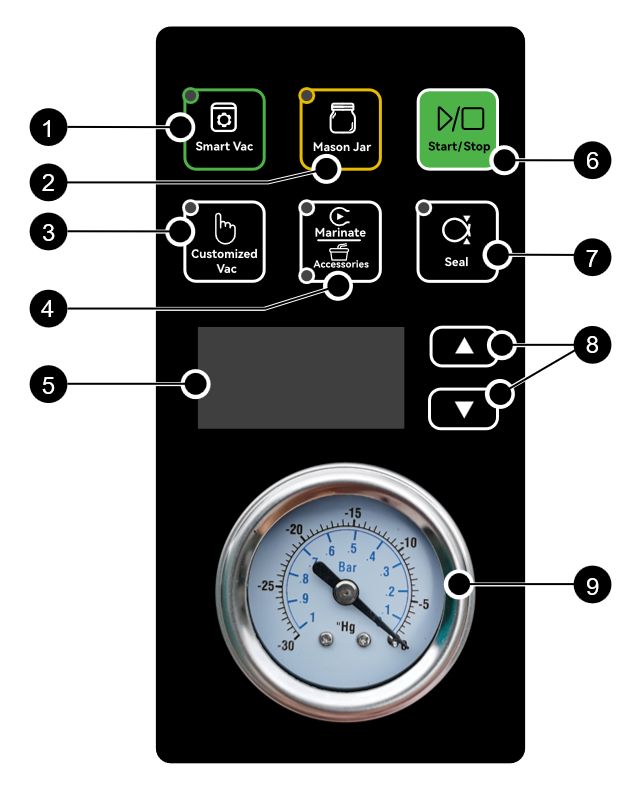 1
Smart Vac
2
Mason Jar
Start/Stop
6
3
Customized
Vac
Marinate
Accessories
Seal
7
4
5
8
-30
-25
-20
-15
-10
-5
0
1
.9
.8
.7
.6
.5
.4
.3
.2
.1
0
Bar
"Hg
9